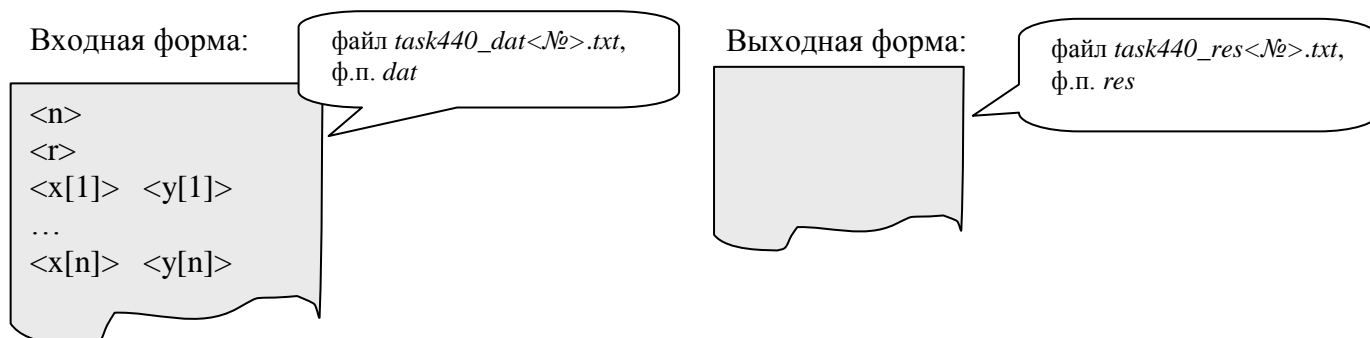 Входная форма:
файл task440_dat<№>.txt,
ф.п. dat
<n>
<r>
<x[1]> <y[1]>
…
<x[n]> <y[n]>
Выходная форма:
файл task440_res<№>.txt,
ф.п. res